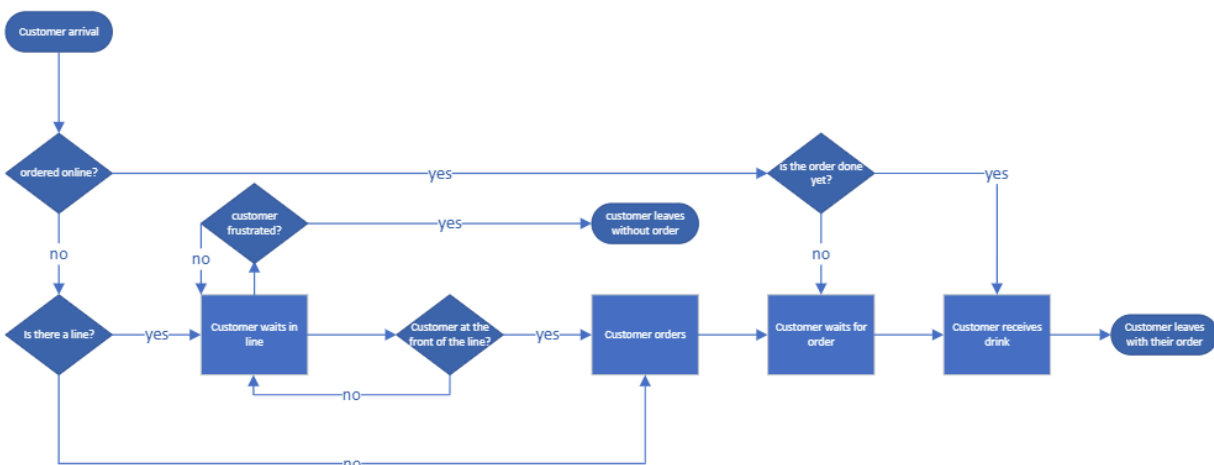 Customer arrival
ordered online?
yes
is the order done
yet?
yes
customer
frustrated?
yes
customer leaves
without order
no
no
no
Is there a line?
yes
Customer waits in
line
Customer at the
front of the line?
yes
Customer orders
Customer waits for
order
Customer receives
drink
Customer leaves
with their order
no
no